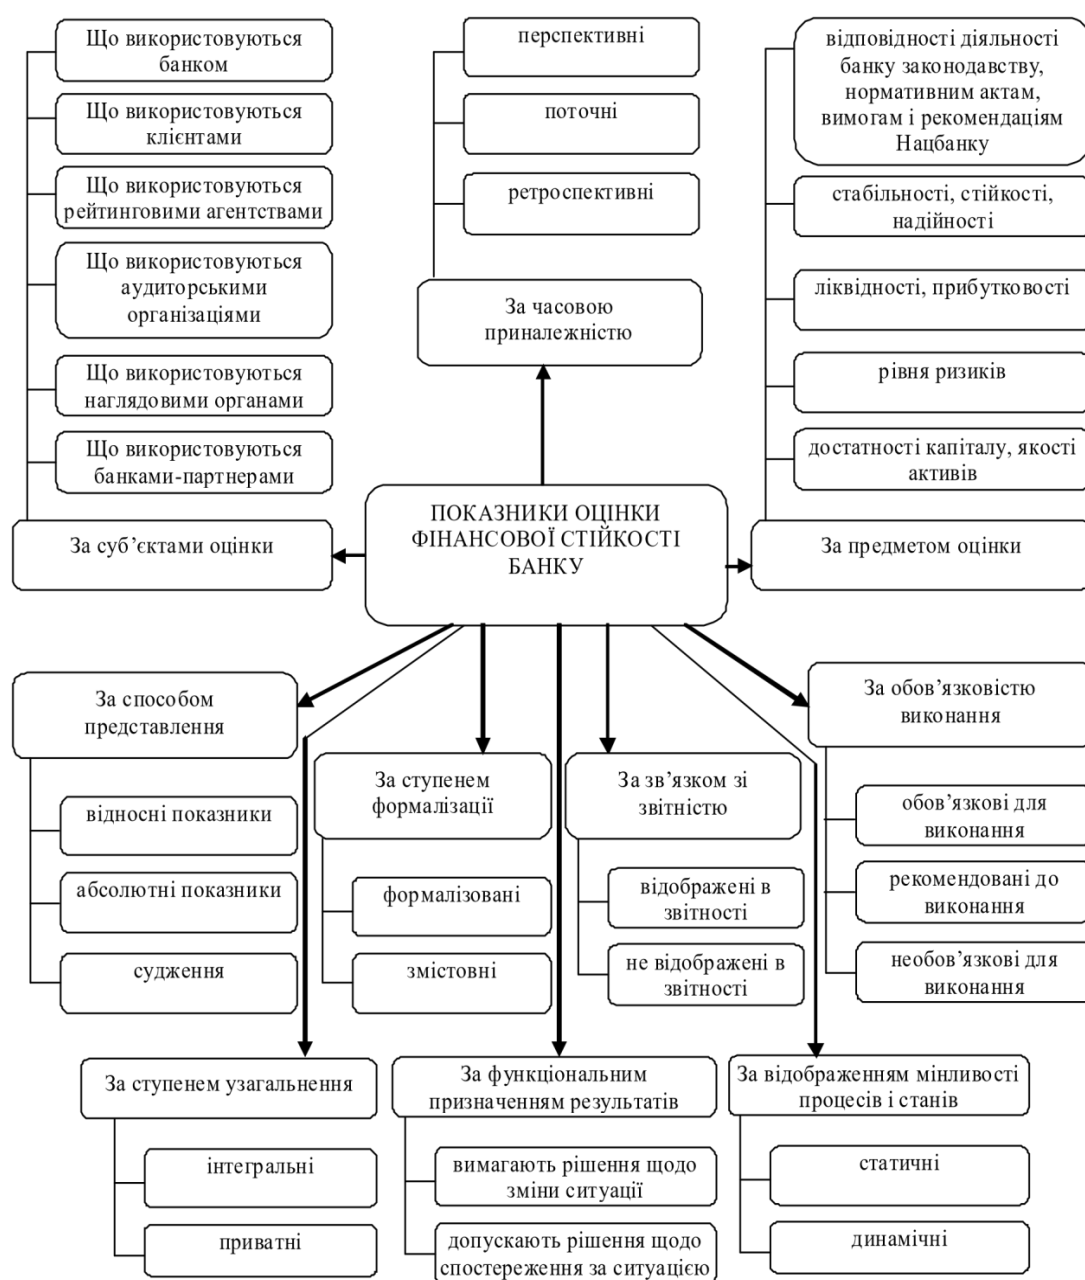 Що використовуються
банком
Що використовуються
клієнтами
Що використовуються
рейтинговими агентствами
Що використовуються
аудиторськими
організаціями
Що використовуються
наглядовими органами
Що використовуються
банками-партнерами
За суб’єктами оцінки
перспективні
поточні
ретроспективні
За часовою
приналежністю
відповідності діяльності
банку законодавству,
нормативним актам,
вимогам і рекомендаціям
Нацбанку
стабільності, стійкості,
надійності
ліквідності, прибутковості
рівня ризиків
достатності капіталу, якості
активів
За предметом оцінки
ПОКАЗНИКИ ОЦІНКИ
ФІНАНСОВОЇ СТІЙКОСТІ
БАНКУ
За способом
представлення
відносні показники
абсолютні показники
судження
За ступенем
формалізації
формалізовані
змістовні
За зв’язком зі
звітністю
відображені в
звітності
не відображені в
звітності
За обов’язковістю
виконання
обов’язкові для
виконання
рекомендовані до
виконання
необов’язкові для
виконання
За ступенем узагальнення
інтегральні
приватні
За функціональним
призначенням результатів
вимагають рішення щодо
зміни ситуації
допускають рішення щодо
спостереження за ситуацією
За відображенням мінливості
процесів і станів
статичні
динамічні